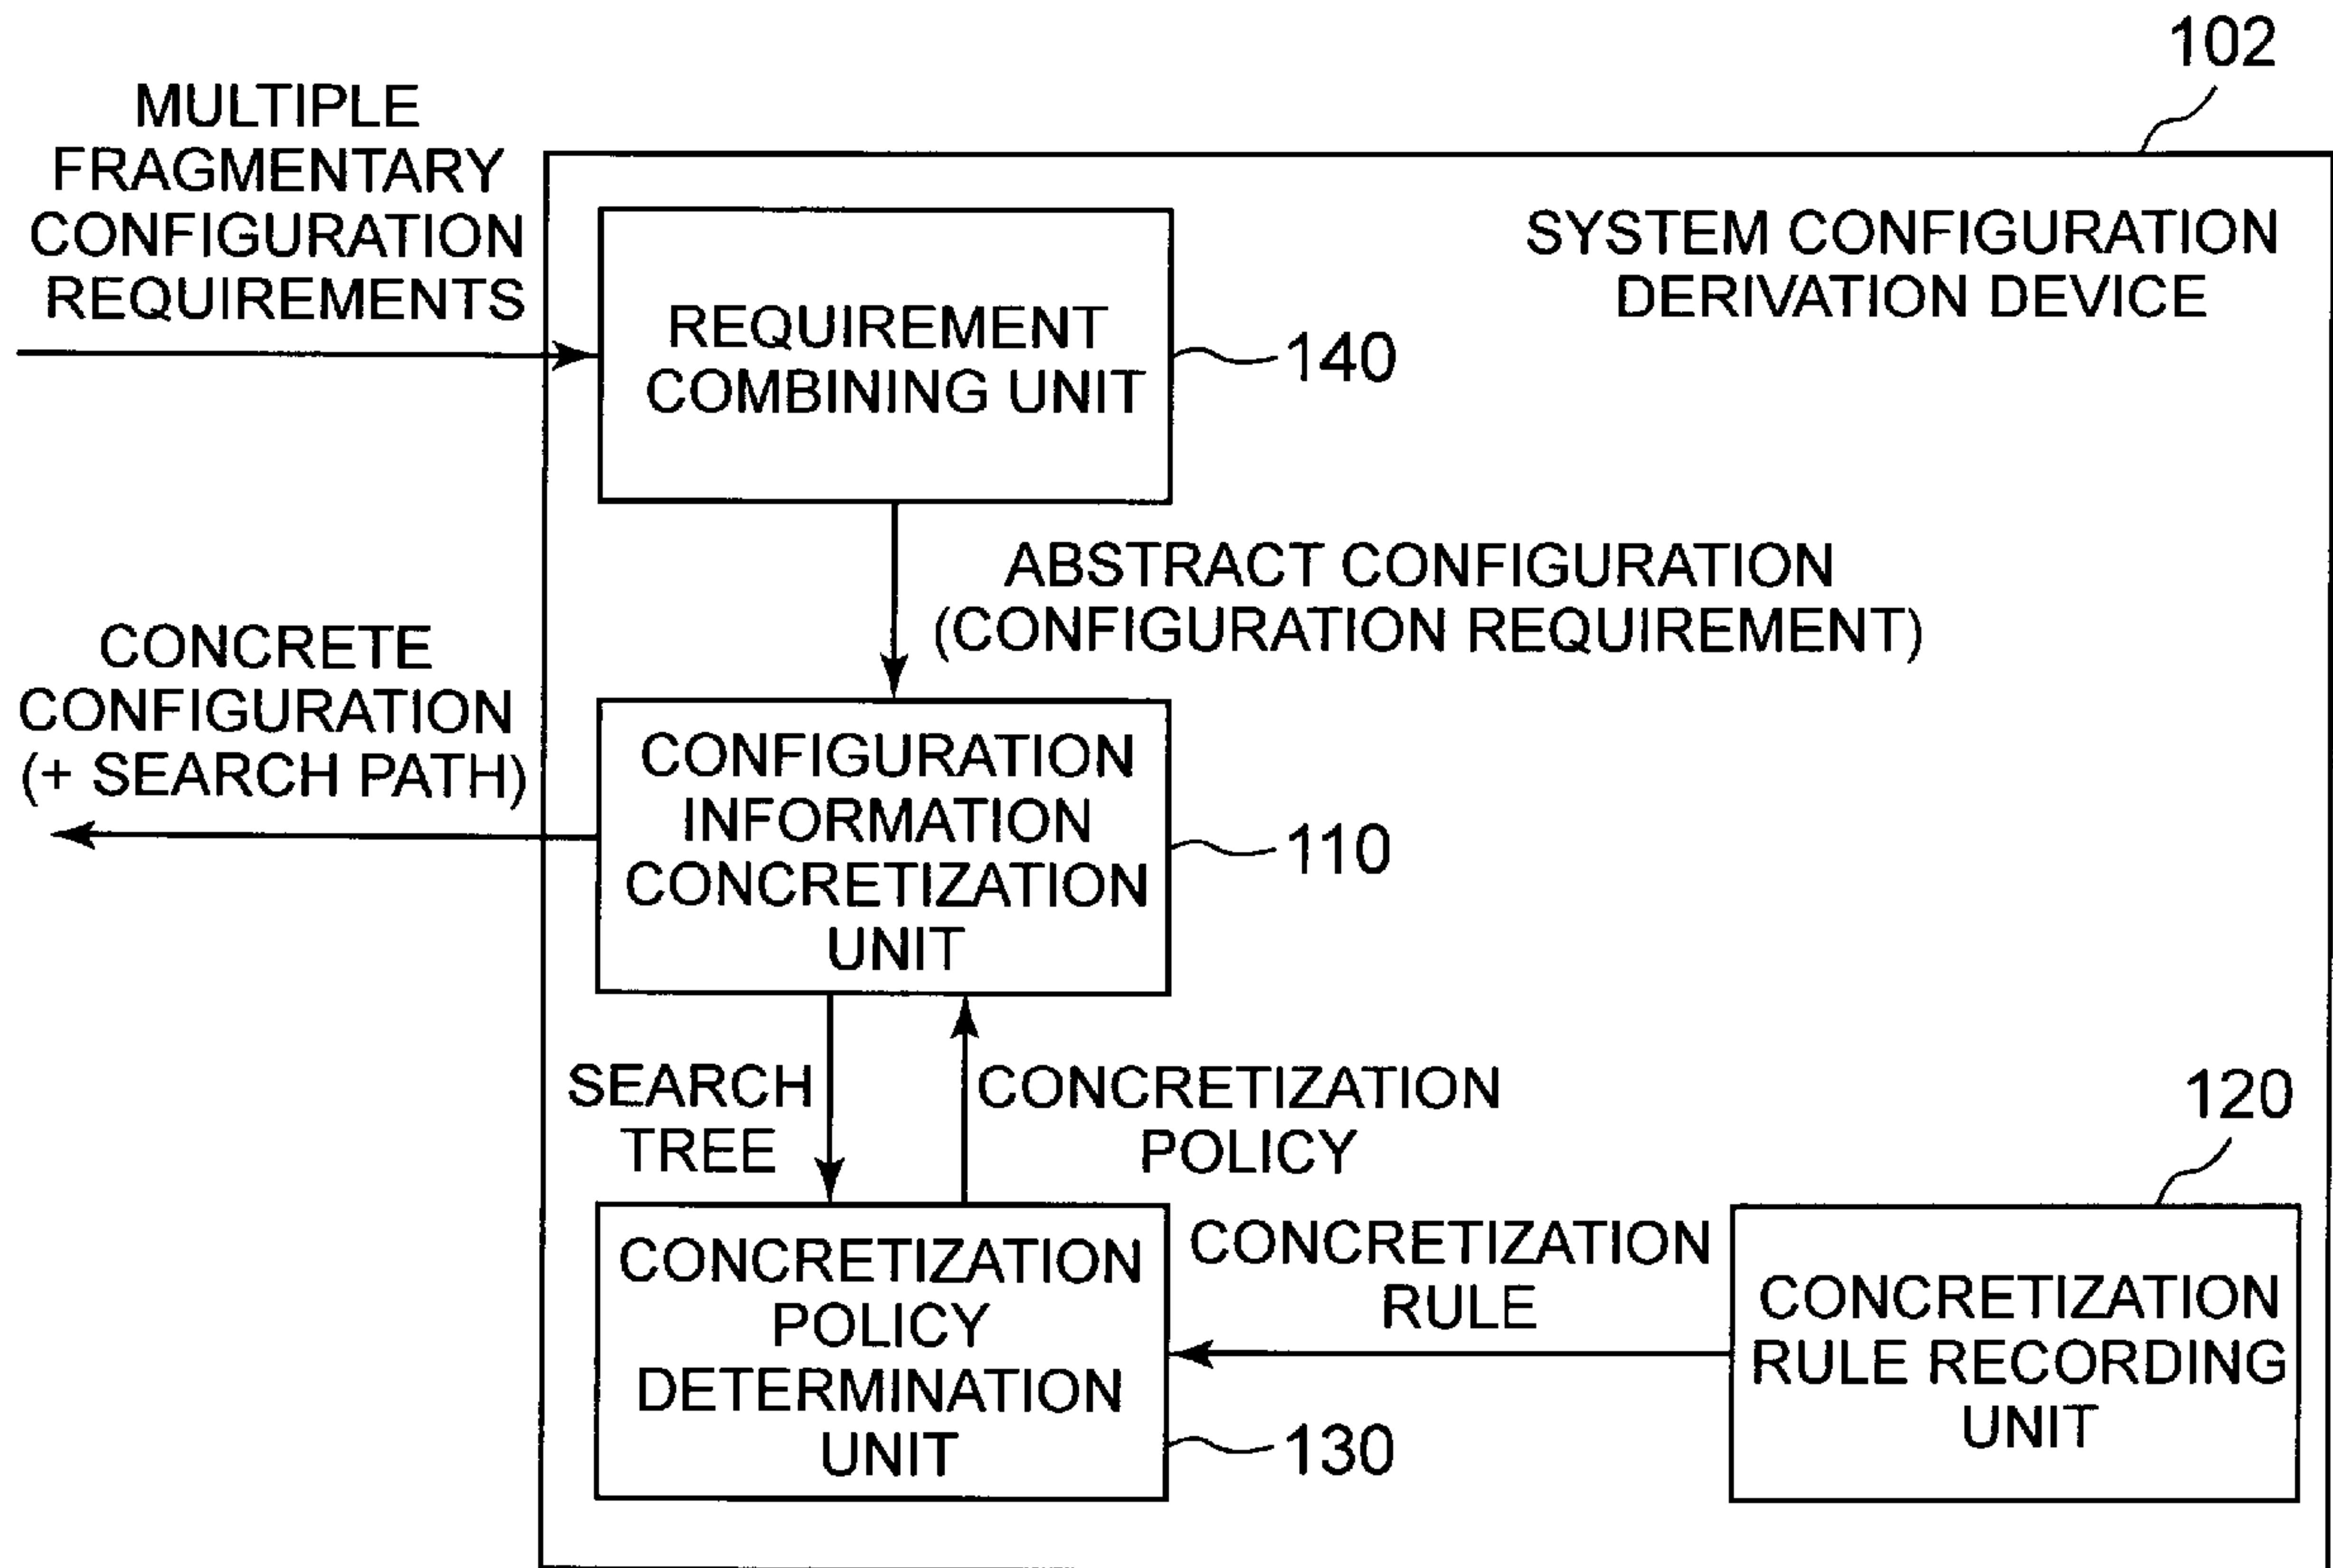 102
MULTIPLE
FRAGMENTARY
CONFIGURATION
REQUIREMENTS
SYSTEM CONFIGURATION
DERIVATION DEVICE
REQUIREMENT
COMBINING UNIT
140
ABSTRACT CONFIGURATION
(CONFIGURATION REQUIREMENT)
CONCRETE
CONFIGURATION
(+ SEARCH PATH)
CONFIGURATION
INFORMATION
CONCRETIZATION
UNIT
110
SEARCH
TREE
CONCRETIZATION
POLICY
120
CONCRETIZATION
POLICY
DETERMINATION
UNIT
130
CONCRETIZATION
RULE
CONCRETIZATION
RULE RECORDING
UNIT